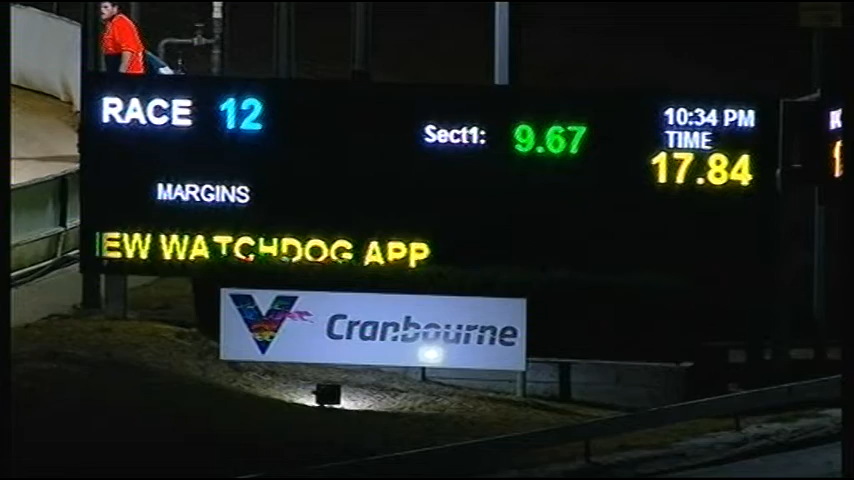 RACE 12
Sect1: 9.67
10:34 PM
TIME
17.84
MARGINS
EW WATCHDOG APP
V Cranbourne